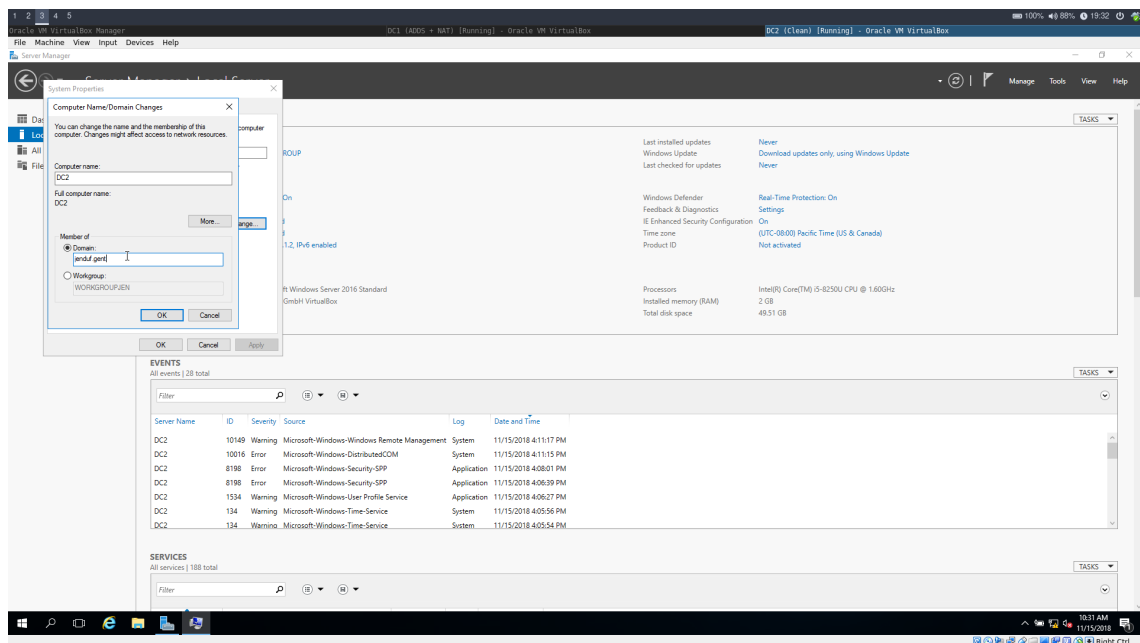 1 2 3 4 5
100% 88% 19:32
Oracle VM VirtualBox Manager
DC1 (ADDS + NAT) [Running] - Oracle VM VirtualBox
DC2 (Clean) [Running] - Oracle VM VirtualBox
File Machine View Input Devices Help
Server Manager
Manage Tools View Help
System Properties
Computer Name/Domain Changes
You can change the name and the membership of this
computer. Changes might affect access to network resources.
computer
Computer name:
DC2
Full computer name:
DC2
More...
ange...
Member of
Domain:
jenduf.gent
Workgroup:
WORKGROUPJEN
OK Cancel
OK Cancel Apply
Da
Loc
All
File
TASKS
ROUP
On
d
d
.1.2, IPv6 enabled
ft Windows Server 2016 Standard
GmbH VirtualBox
Last installed updates Never
Windows Update Download updates only, using Windows Update
Last checked for updates Never
Windows Defender Real-Time Protection: On
Feedback & Diagnostics Settings
IE Enhanced Security Configuration On
Time zone (UTC-08:00) Pacific Time (US & Canada)
Product ID Not activated
Processors Intel(R) Core(TM) i5-8250U CPU @ 1.60GHz
Installed memory (RAM) 2 GB
Total disk space 49.51 GB
EVENTS
All events | 28 total
TASKS
Filter
Server Name ID Severity Source Log Date and Time
DC2 10149 Warning Microsoft-Windows-Windows Remote Management System 11/15/2018 4:11:17 PM
DC2 10016 Error Microsoft-Windows-DistributedCOM System 11/15/2018 4:11:15 PM
DC2 8198 Error Microsoft-Windows-Security-SPP Application 11/15/2018 4:08:01 PM
DC2 8198 Error Microsoft-Windows-Security-SPP Application 11/15/2018 4:06:39 PM
DC2 1534 Warning Microsoft-Windows-User Profile Service Application 11/15/2018 4:06:27 PM
DC2 134 Warning Microsoft-Windows-Time-Service System 11/15/2018 4:05:56 PM
DC2 134 Warning Microsoft-Windows-Time-Service System 11/15/2018 4:05:54 PM
SERVICES
All services | 188 total
TASKS
Filter
10:31 AM
11/15/2018
Right Ctrl